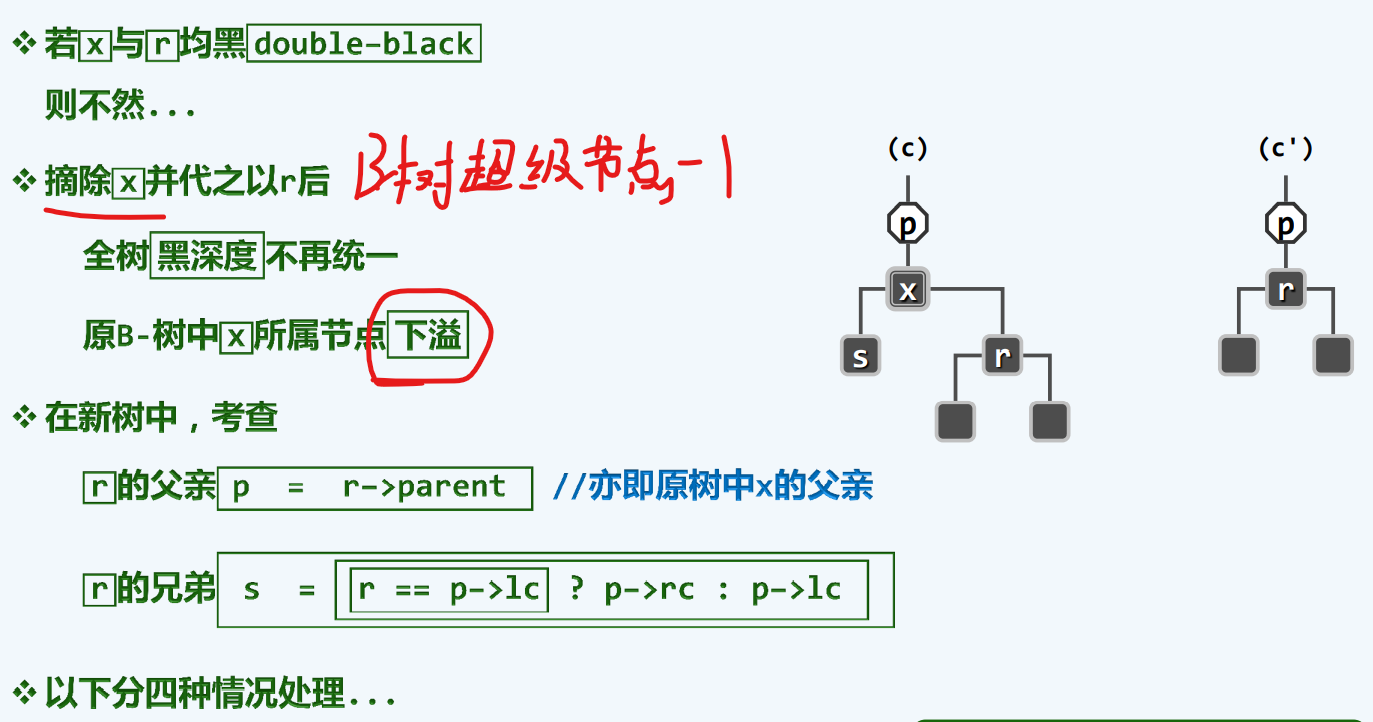 ❖ 若x与r均黑double-black
则不然...
❖ 摘除x并代之以r后
B树超级节点-1
全树黑深度不再统一
原B-树中x所属节点下溢
❖ 在新树中，考查
r的父亲 p = r->parent //亦即原树中x的父亲
r的兄弟 s = r == p->lc ? p->rc : p->lc
❖ 以下分四种情况处理...
(c)
p
x
s
r
(c')
p
r